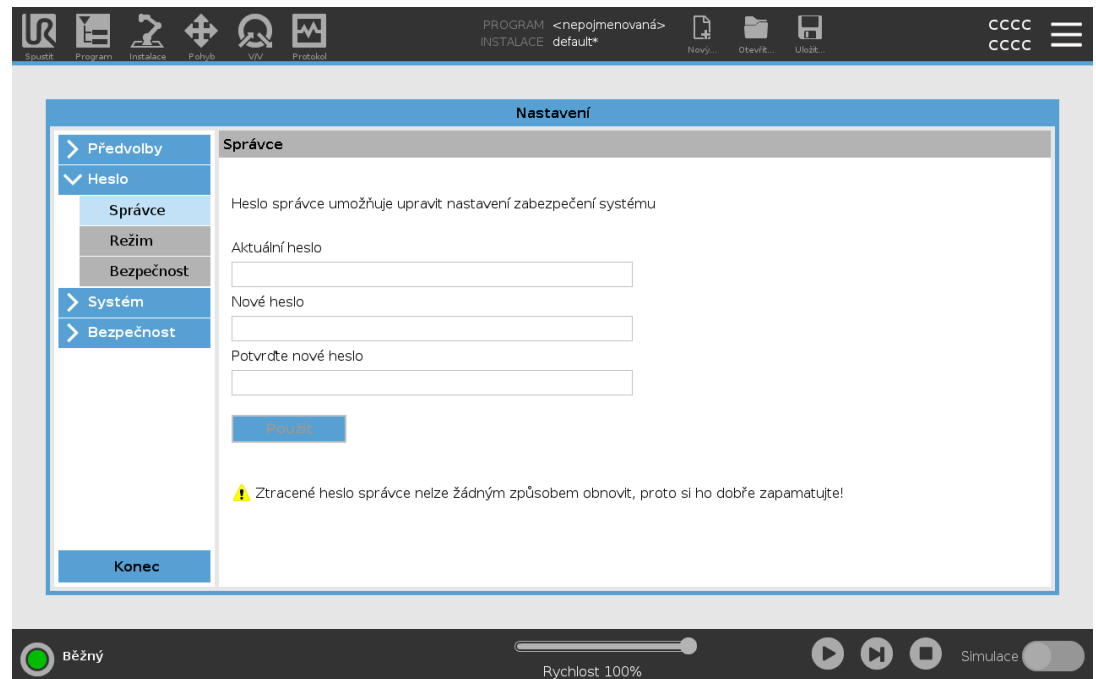 PROGRAM <nepojmenovaná>
INSTALACE default*
CCCC
CCCC
Spustit Program Instalace Pohyb V/V Protokol Nový... Otevřít... Uložit...
Nastavení
Předvolby
Heslo
Správce
Režim
Bezpečnost
Systém
Bezpečnost
Konec
Správce
Heslo správce umožňuje upravit nastavení zabezpečení systému
Aktuální heslo
Nové heslo
Potvrďte nové heslo
Použít
Ztracené heslo správce nelze žádným způsobem obnovit, proto si ho dobře zapamatujte!
Běžný
Rychlost 100%
Simulace